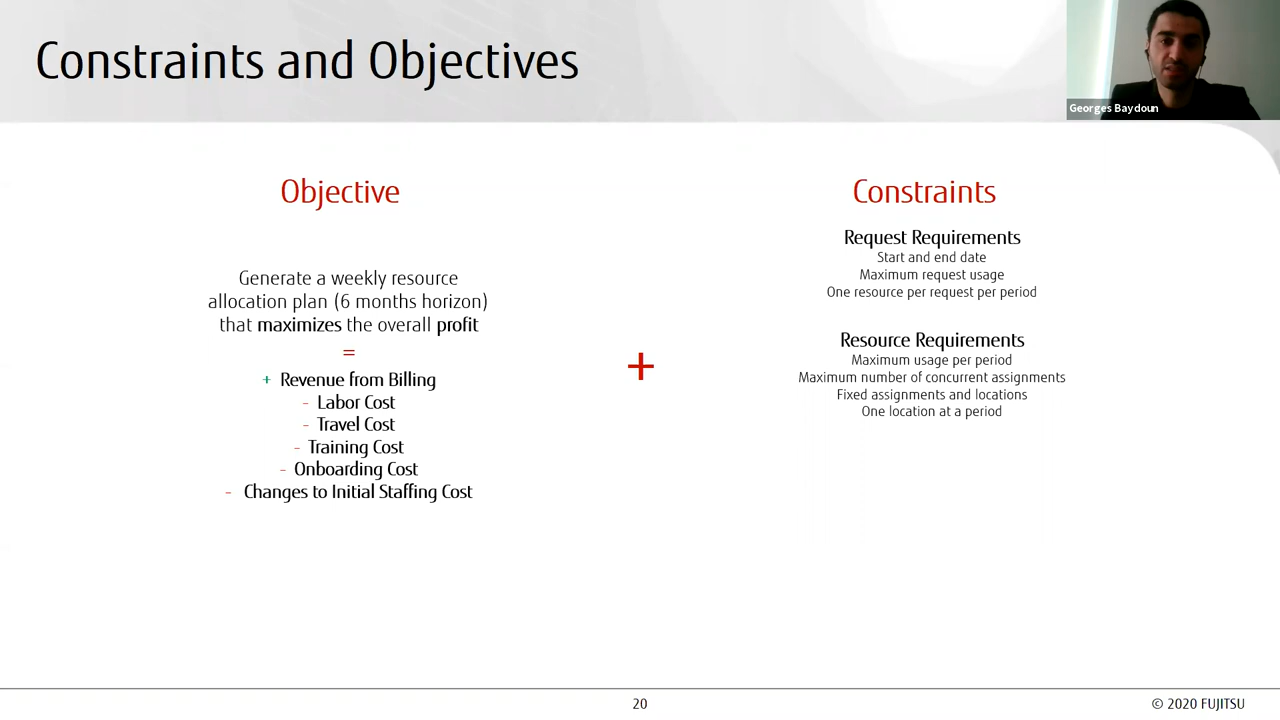 Constraints and Objectives
Georges Baydoun
Objective
Generate a weekly resource
allocation plan (6 months horizon)
that maximizes the overall profit
=
+ Revenue from Billing
- Labor Cost
- Travel Cost
- Training Cost
- Onboarding Cost
- Changes to Initial Staffing Cost
+
Constraints
Request Requirements
Start and end date
Maximum request usage
One resource per request per period
Resource Requirements
Maximum usage per period
Maximum number of concurrent assignments
Fixed assignments and locations
One location at a period
20
© 2020 FUJITSU